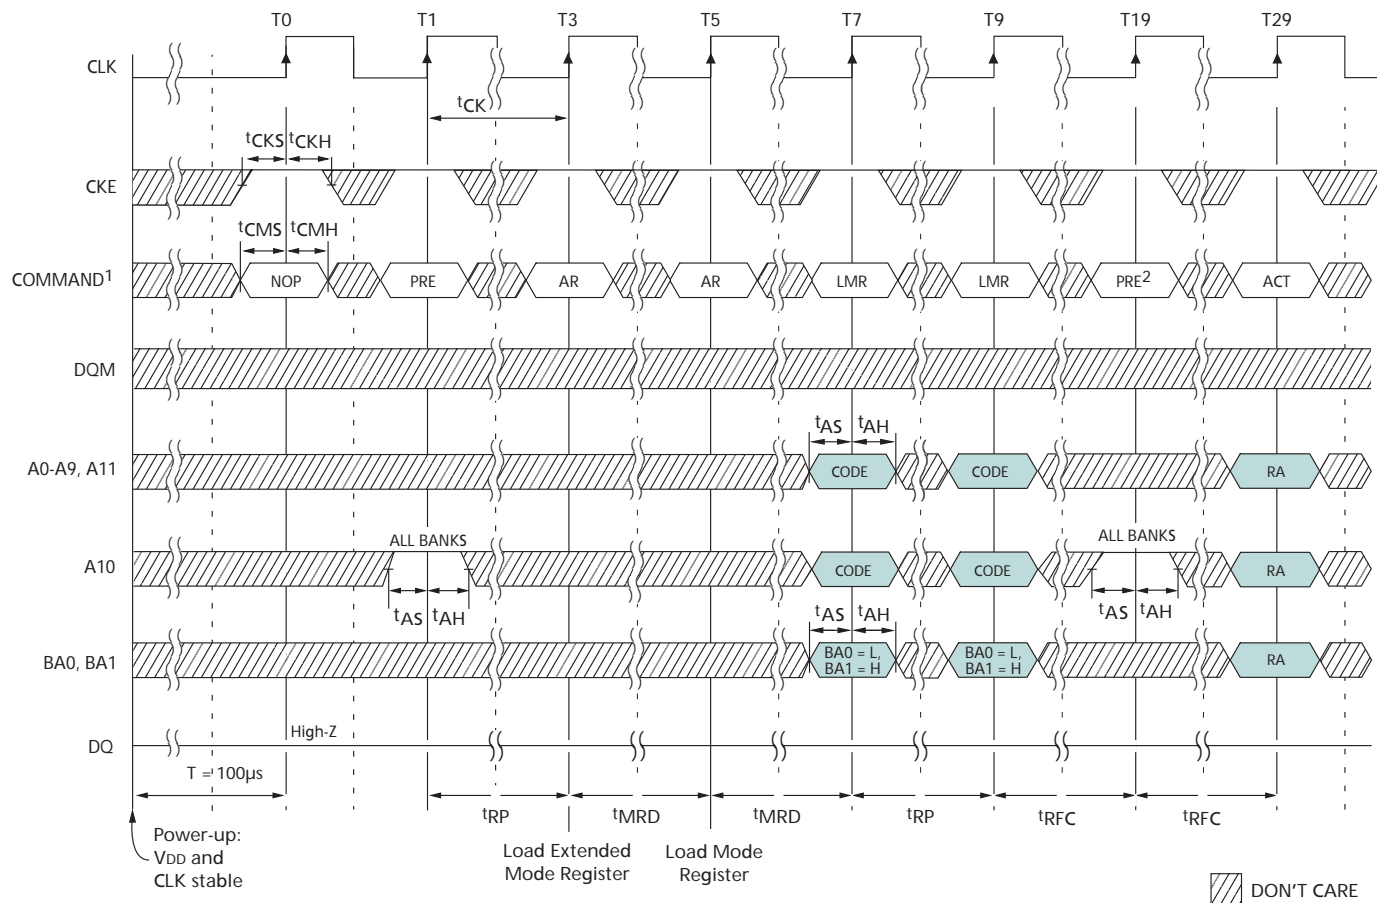 T0 T1 T3 T5 T7 T9 T19 T29
CLK
tCK
tCKS tCKH
CKE
tCMS tCMH
COMMAND1 NOP PRE AR AR LMR LMR PRE2 ACT
DQM
tAS tAH
A0-A9, A11 CODE CODE RA
ALL BANKS ALL BANKS
A10 CODE CODE RA
tAS tAH tAS tAH tAS tAH
BA0, BA1 BA0 = L, BA1 = H BA0 = L, BA1 = H RA
High-Z
DQ
T = 100µs
tRP tMRD tMRD tRP tRFC tRFC
Power-up:
VDD and
CLK stable
Load Extended
Mode Register
Load Mode
Register
DON'T CARE